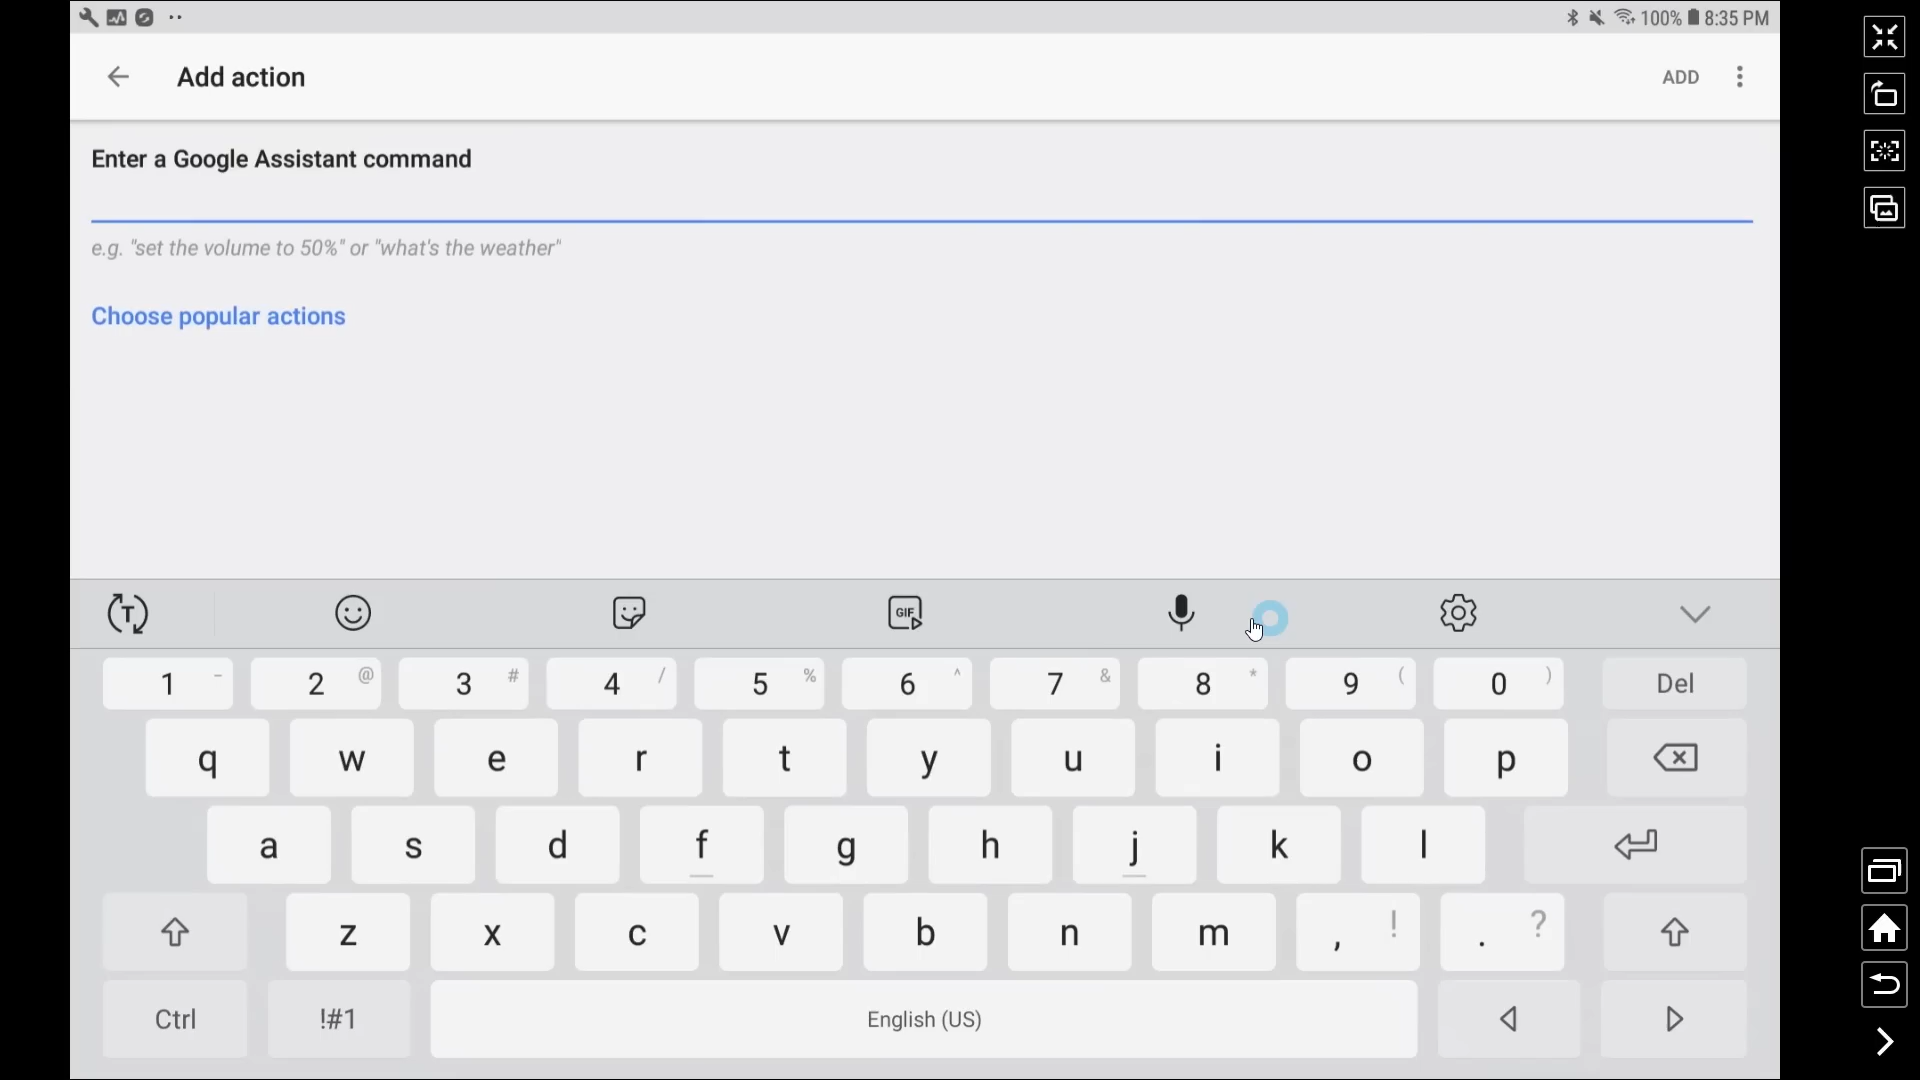 100% 8:35 PM
Add action
ADD
Enter a Google Assistant command
e.g. "set the volume to 50%" or "what's the weather"
Choose popular actions
T GIF
1 - 2 @ 3 # 4 / 5 % 6 ^ 7 & 8 * 9 ( 0 ) Del
q w e r t y u i o p
a s d f g h j k l
z x c v b n m , ! . ?
Ctrl !#1 English (US)